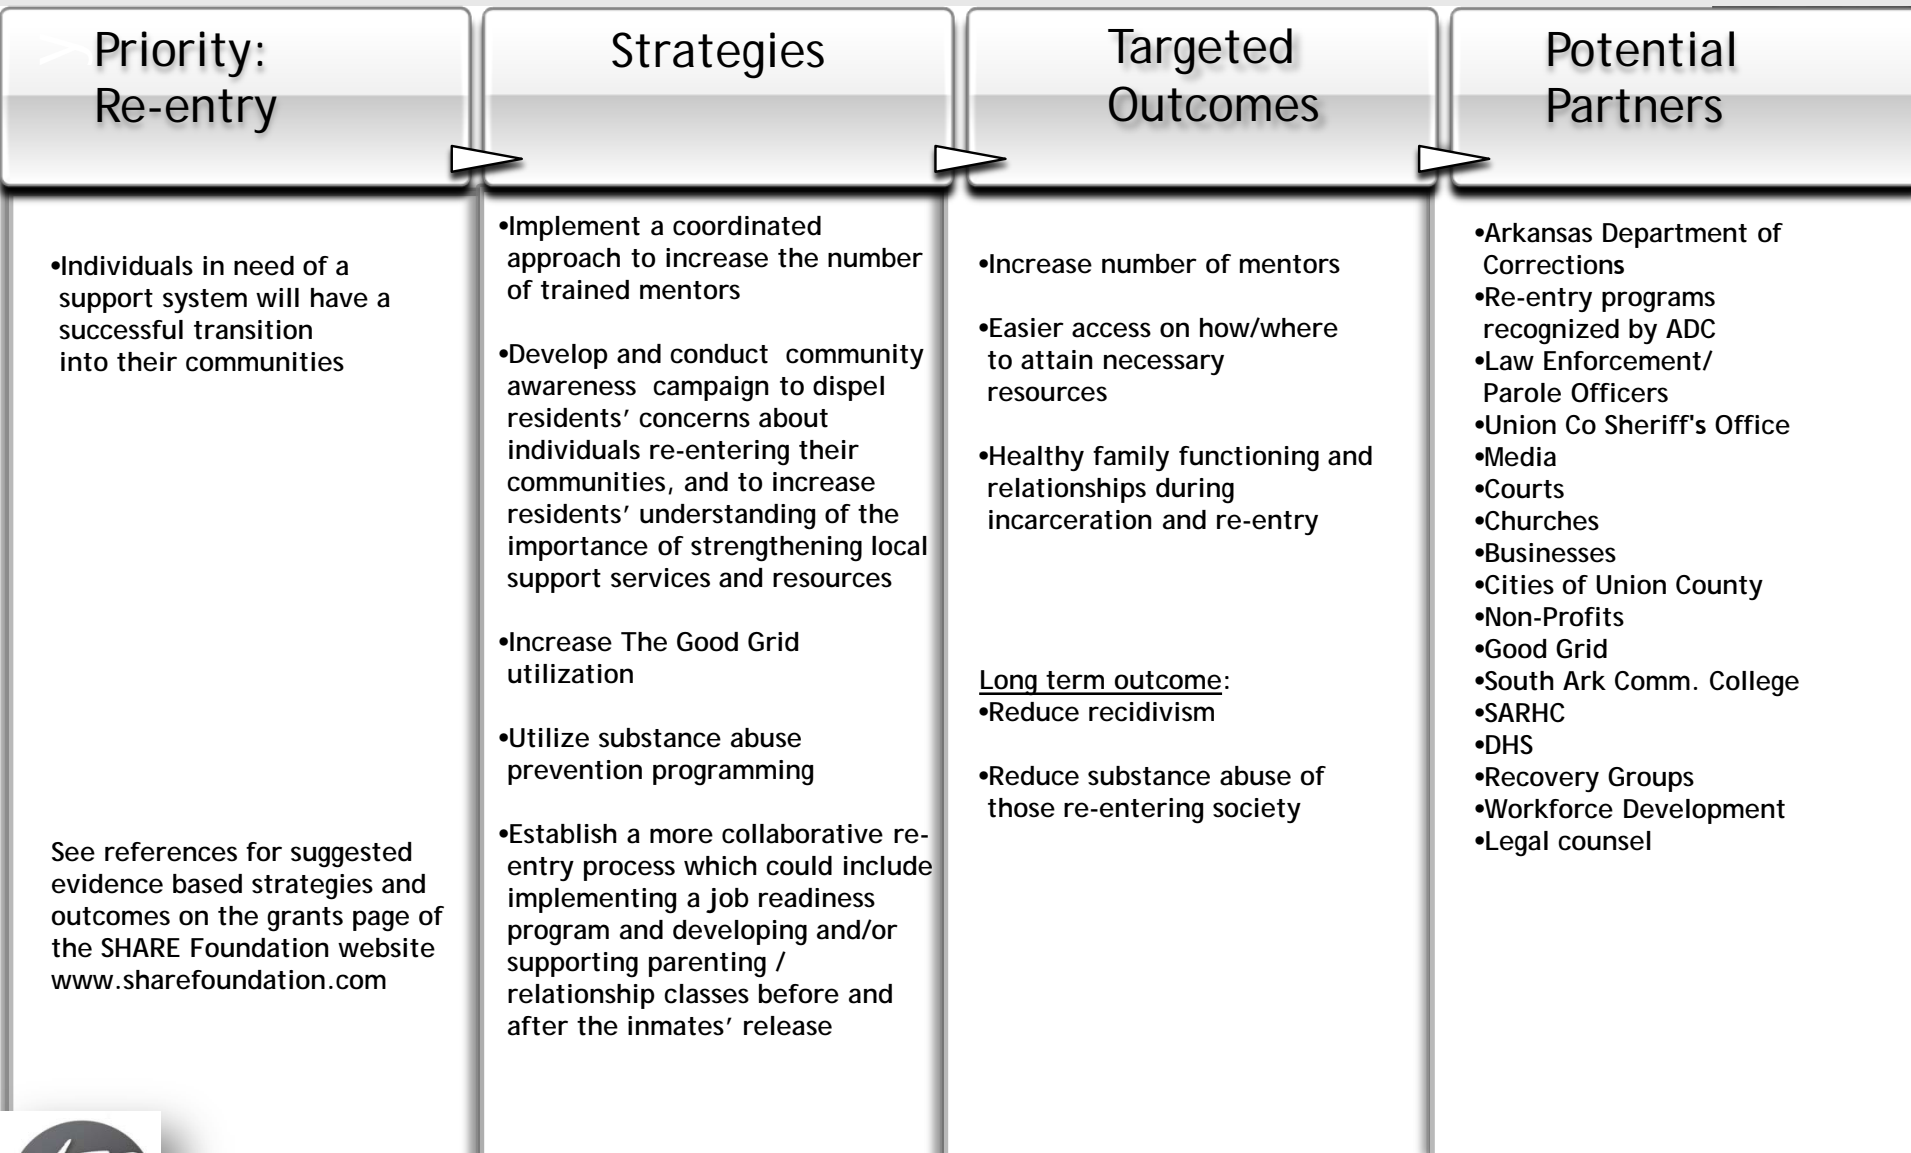 Priority:
Re-entry
•Individuals in need of a
support system will have a
successful transition
into their communities
See references for suggested
evidence based strategies and
outcomes on the grants page of
the SHARE Foundation website
www.sharefoundation.com
Strategies
•Implement a coordinated
approach to increase the number
of trained mentors
•Develop and conduct  community
awareness  campaign to dispel
residents’ concerns about
individuals re-entering their
communities, and to increase
residents’ understanding of the
importance of strengthening local
support services and resources
•Increase The Good Grid
utilization
•Utilize substance abuse
prevention programming
•Establish a more collaborative re-
entry process which could include
implementing a job readiness
program and developing and/or
supporting parenting /
relationship classes before and
after the inmates’ release
Targeted
Outcomes
•Increase number of mentors
•Easier access on how/where
to attain necessary
resources
•Healthy family functioning and
relationships during
incarceration and re-entry
Long term outcome:
•Reduce recidivism
•Reduce substance abuse of
those re-entering society
Potential
Partners
•Arkansas Department of
Corrections
•Re-entry programs
recognized by ADC
•Law Enforcement/
Parole Officers
•Union Co Sheriff's Office
•Media
•Courts
•Churches
•Businesses
•Cities of Union County
•Non-Profits
•Good Grid
•South Ark Comm. College
•SARHC
•DHS
•Recovery Groups
•Workforce Development
•Legal counsel